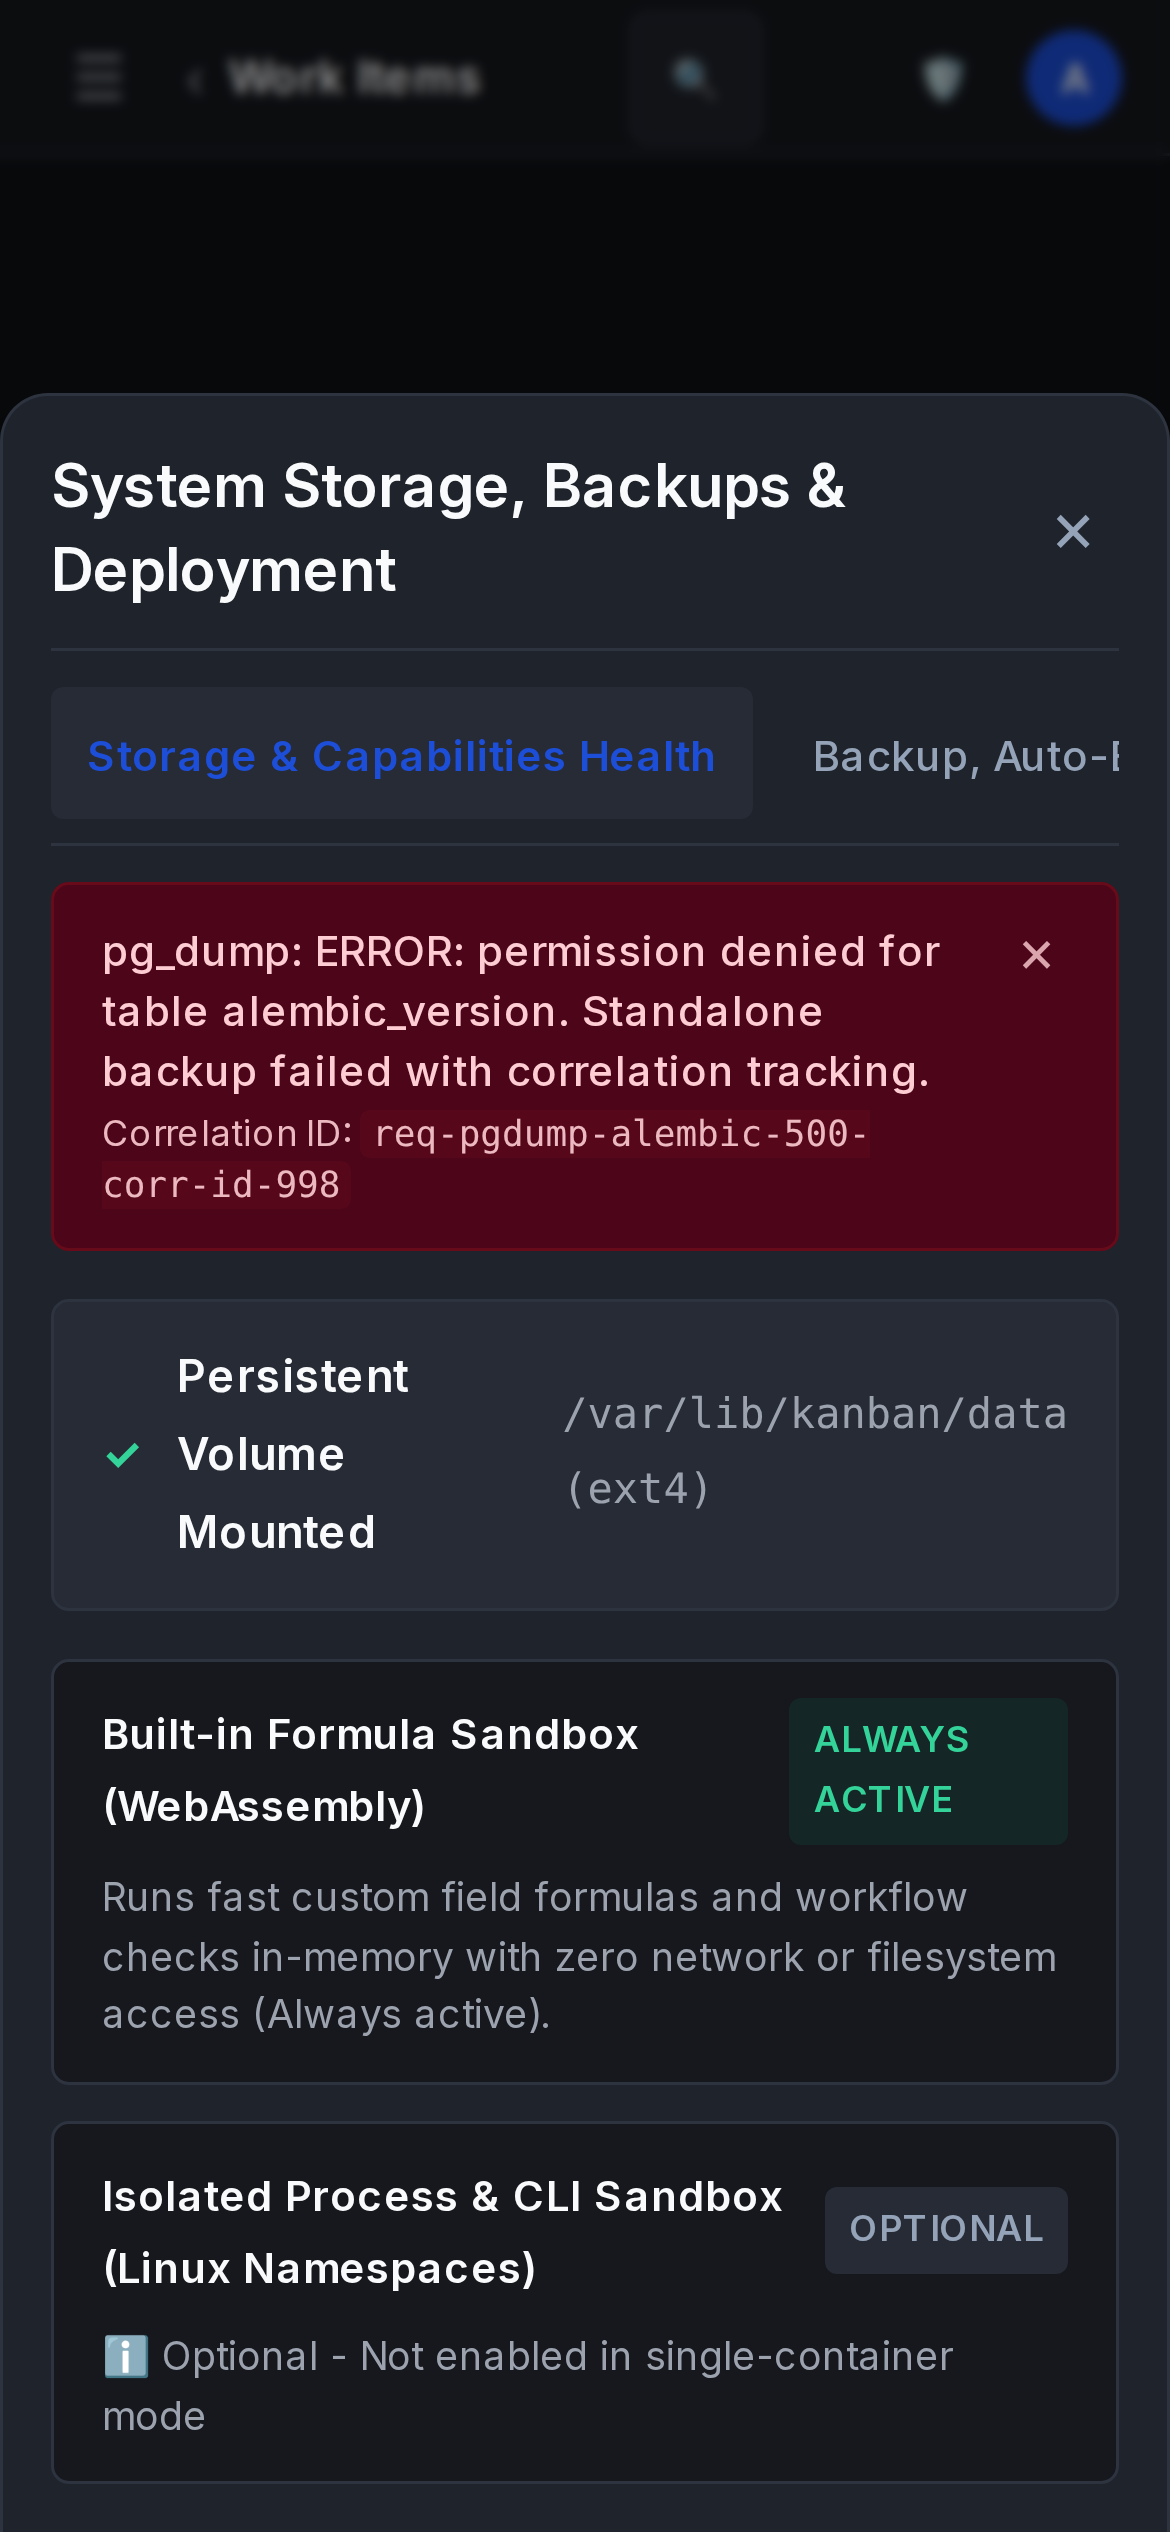 Work Items
A
System Storage, Backups &
Deployment
Storage & Capabilities Health
Backup, Auto-
pg_dump: ERROR: permission denied for
table alembic_version. Standalone
backup failed with correlation tracking.
Correlation ID: req-pgdump-alembic-500-
corr-id-998
Persistent
Volume
Mounted
/var/lib/kanban/data
(ext4)
Built-in Formula Sandbox
(WebAssembly)
ALWAYS
ACTIVE
Runs fast custom field formulas and workflow
checks in-memory with zero network or filesystem
access (Always active).
Isolated Process & CLI Sandbox
(Linux Namespaces)
OPTIONAL
ℹ️ Optional - Not enabled in single-container
mode